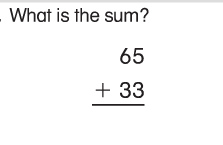 . What is the sum?
65
+ 33